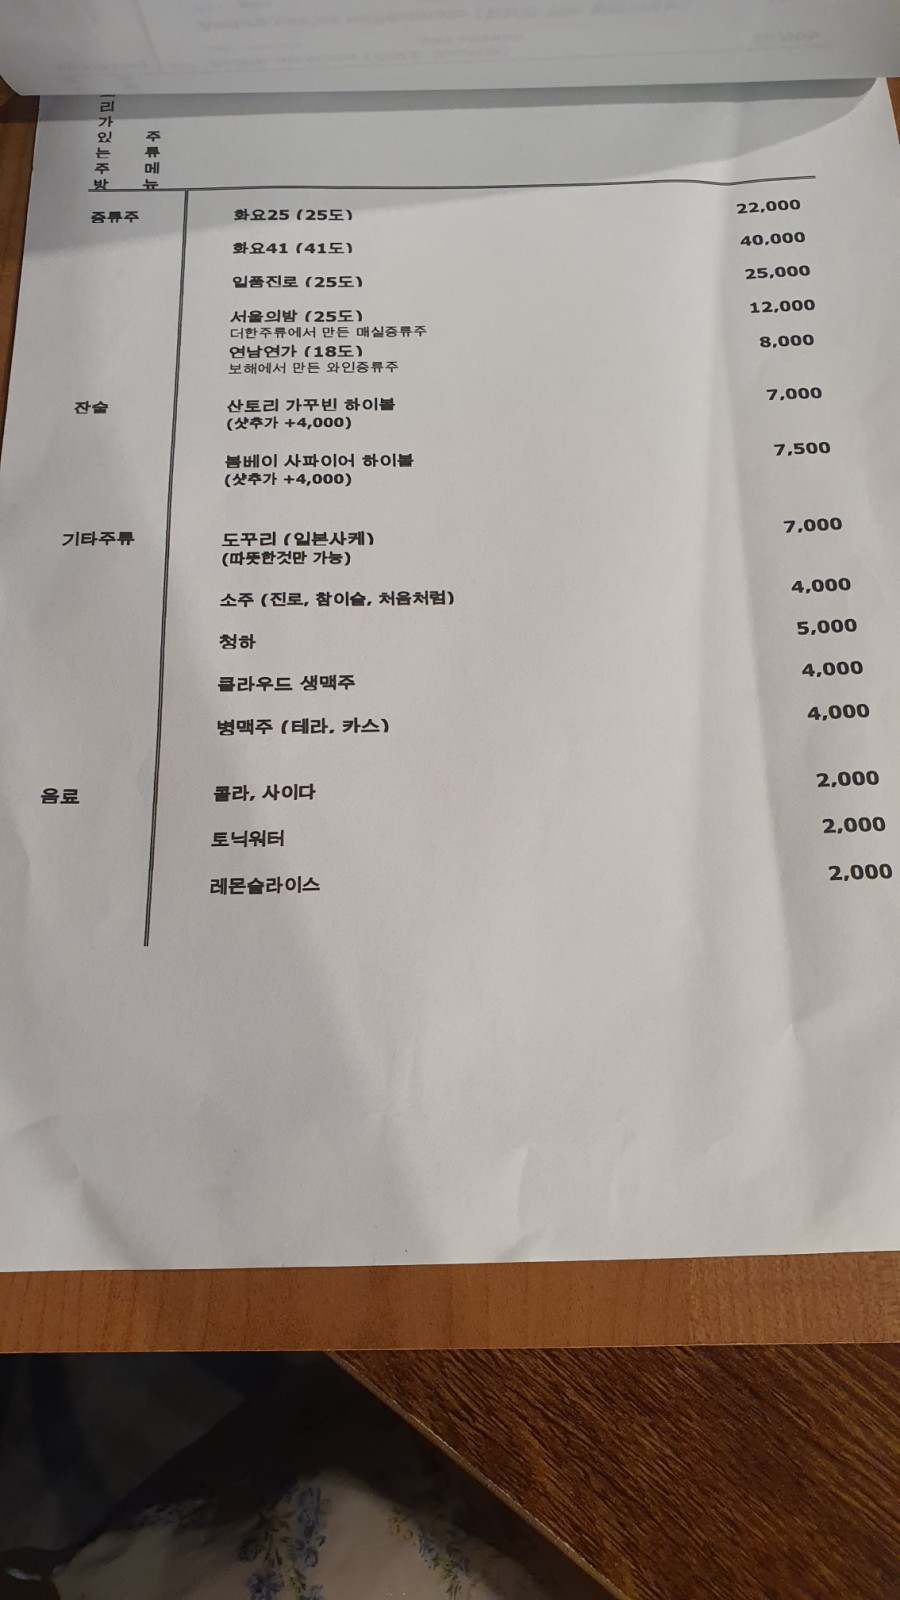 리가있는주방
주류메뉴
증류주
화요25 (25도) 22,000
화요41 (41도) 40,000
일품진로 (25도) 25,000
서울의밤 (25도) 12,000
더한주류에서 만든 매실증류주
연남연가 (18도) 8,000
보해에서 만든 와인증류주
잔술
산토리 가꾸빈 하이볼 7,000
(샷추가 +4,000)
봄베이 사파이어 하이볼 7,500
(샷추가 +4,000)
기타주류
도꾸리 (일본사케) 7,000
(따뜻한것만 가능)
소주 (진로, 참이슬, 처음처럼) 4,000
청하 5,000
클라우드 생맥주 4,000
병맥주 (테라, 카스) 4,000
음료
콜라, 사이다 2,000
토닉워터 2,000
레몬슬라이스 2,000